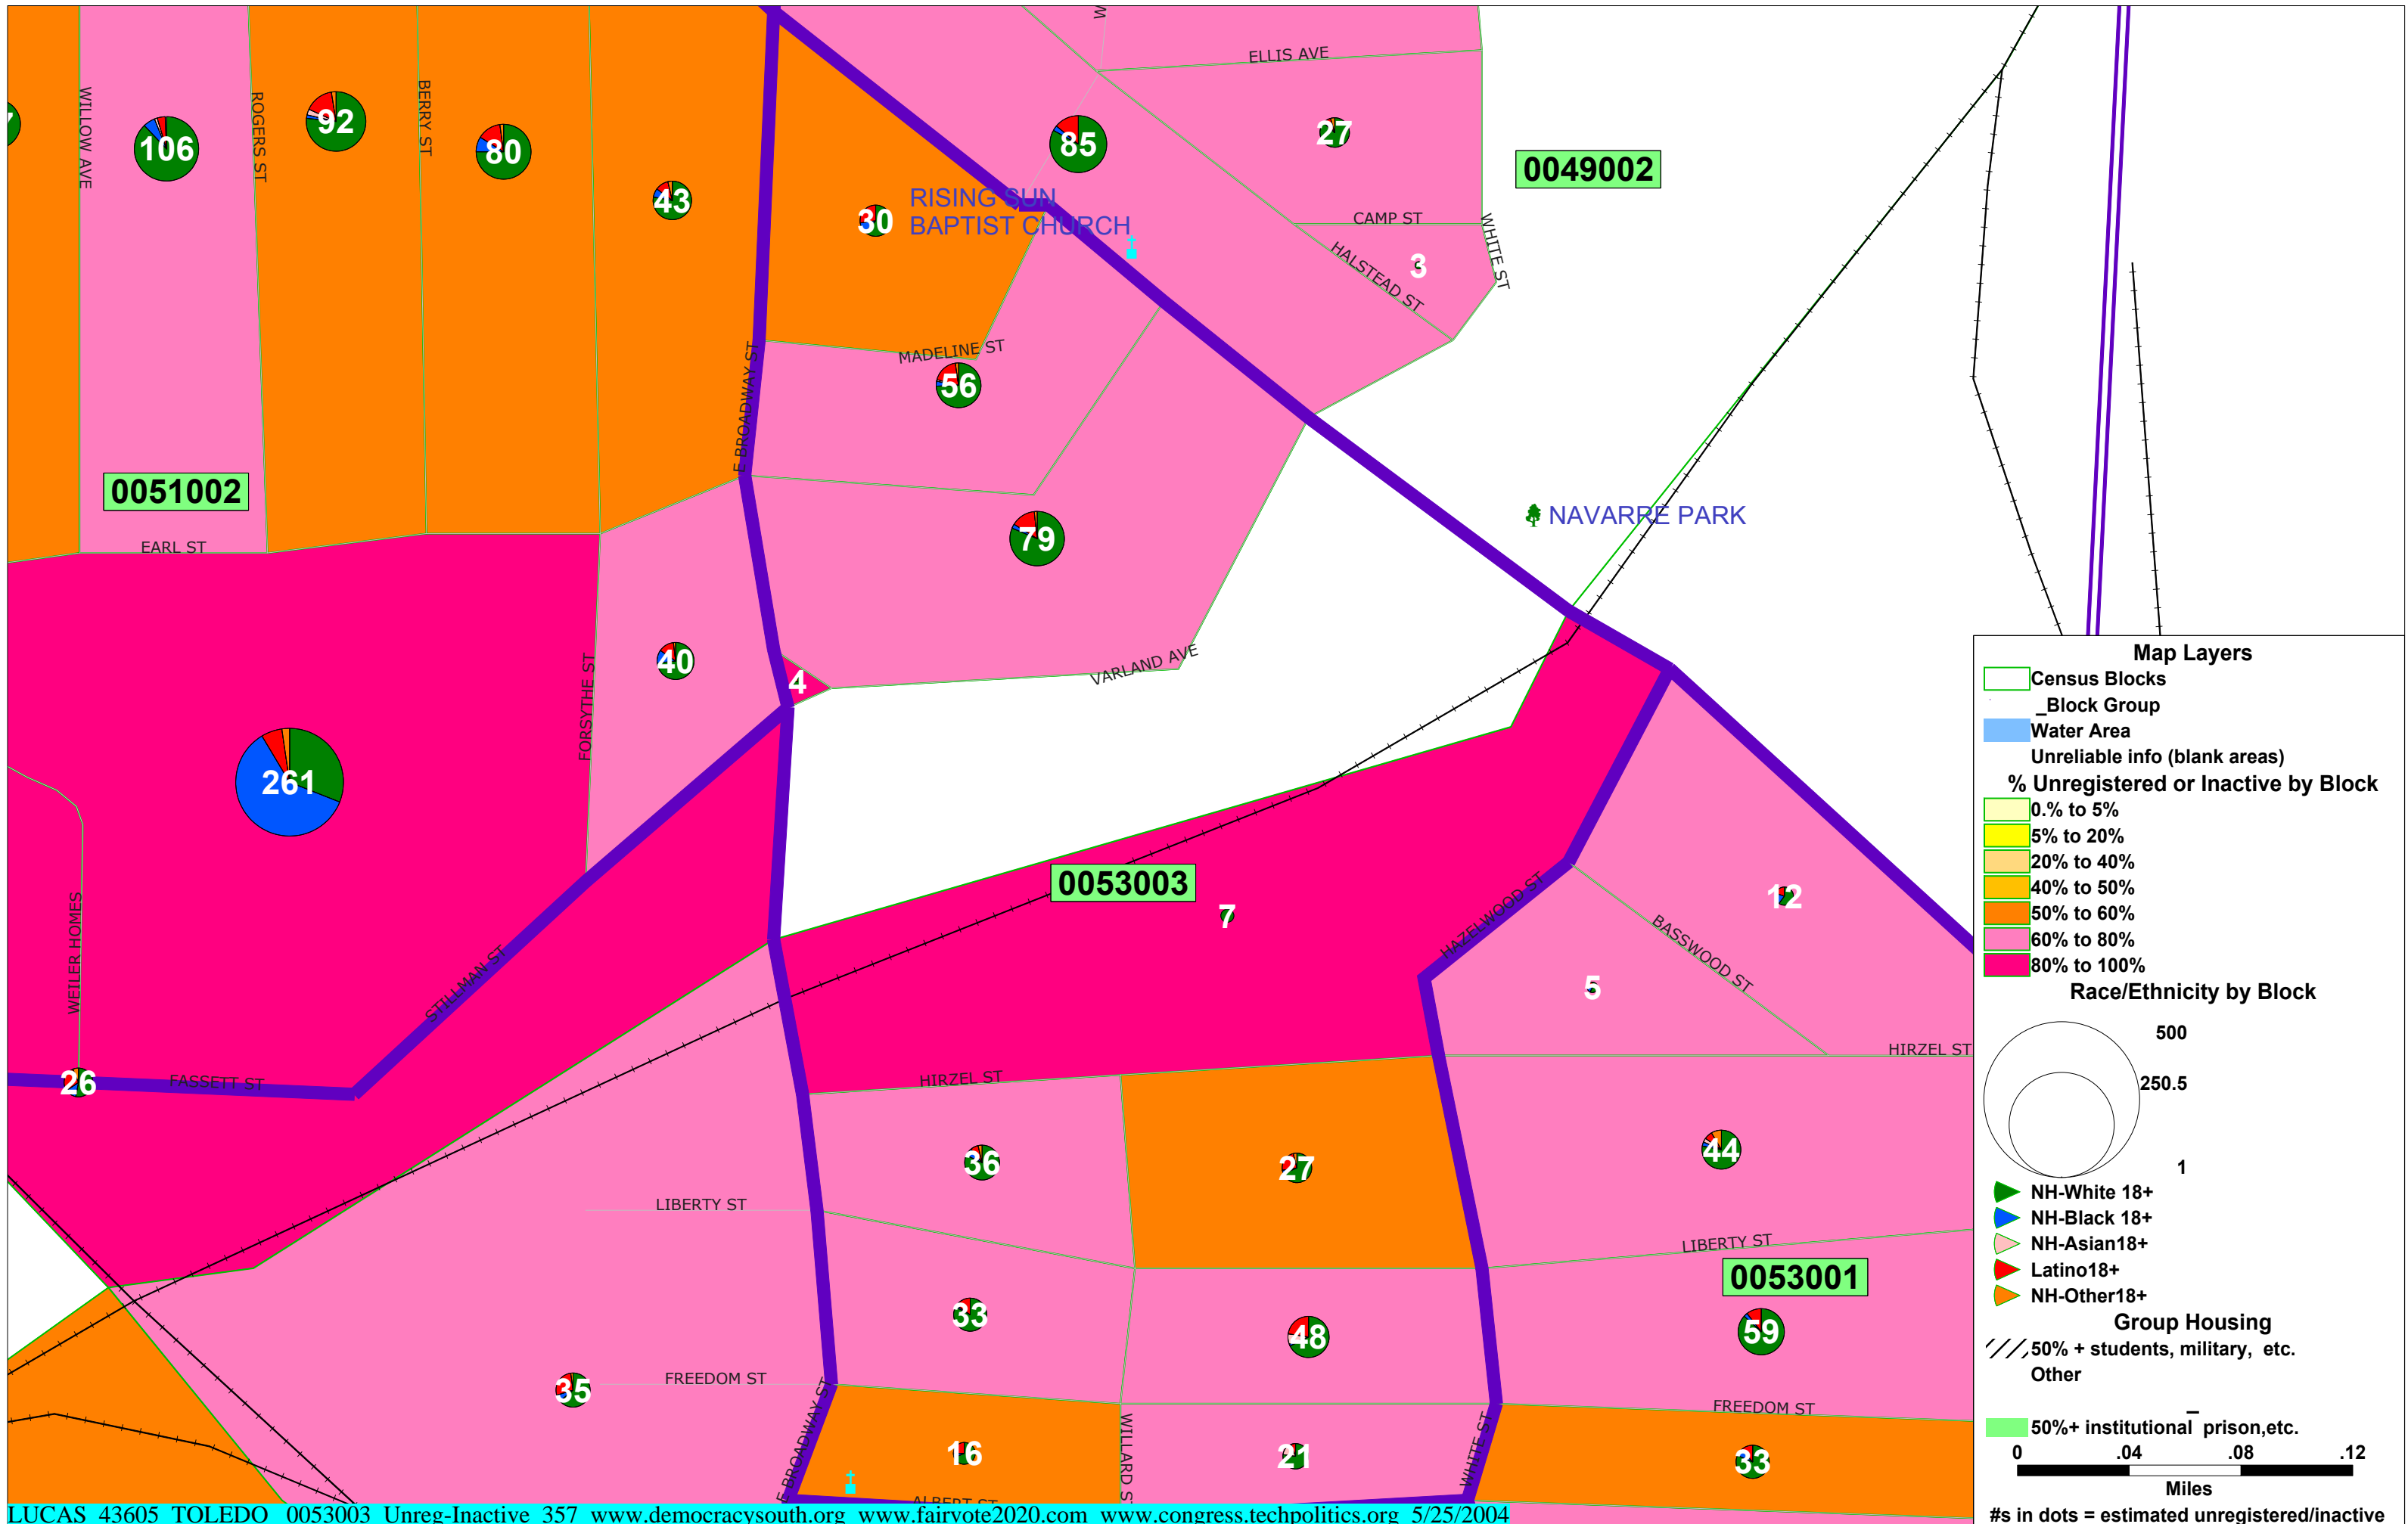 W
ELLIS AVE
WILLOW AVE
ROGERS ST
BERRY ST
106
92
80
43
30
85
27
0049002
RISING SUN
BAPTIST CHURCH
CAMP ST
WHITE ST
HALSTEAD ST
3
MADELINE ST
56
E BROADWAY ST
0051002
EARL ST
79
NAVARRE PARK
VARLAND AVE
40
4
FORSYTHE ST
261
0053003
7
HAZELWOOD ST
BASSWOOD ST
12
5
HIRZEL ST
WEILER HOMES
STILLMAN ST
26
FASSETT ST
HIRZEL ST
36
27
44
LIBERTY ST
LIBERTY ST
0053001
33
48
59
35
FREEDOM ST
FREEDOM ST
E BROADWAY ST
16
WILLARD S
21
WHITE ST
33
ALBERT ST
Map Layers
Census Blocks
_Block Group
Water Area
Unreliable info (blank areas)
% Unregistered or Inactive by Block
0.% to 5%
5% to 20%
20% to 40%
40% to 50%
50% to 60%
60% to 80%
80% to 100%
Race/Ethnicity by Block
500
250.5
1
NH-White 18+
NH-Black 18+
NH-Asian18+
Latino18+
NH-Other18+
Group Housing
50% + students, military, etc.
Other
_
50%+ institutional prison,etc.
0 .04 .08 .12
Miles
#s in dots = estimated unregistered/inactive
LUCAS 43605 TOLEDO 0053003 Unreg-Inactive 357 www.democracysouth.org www.fairvote2020.com www.congress.techpolitics.org 5/25/2004